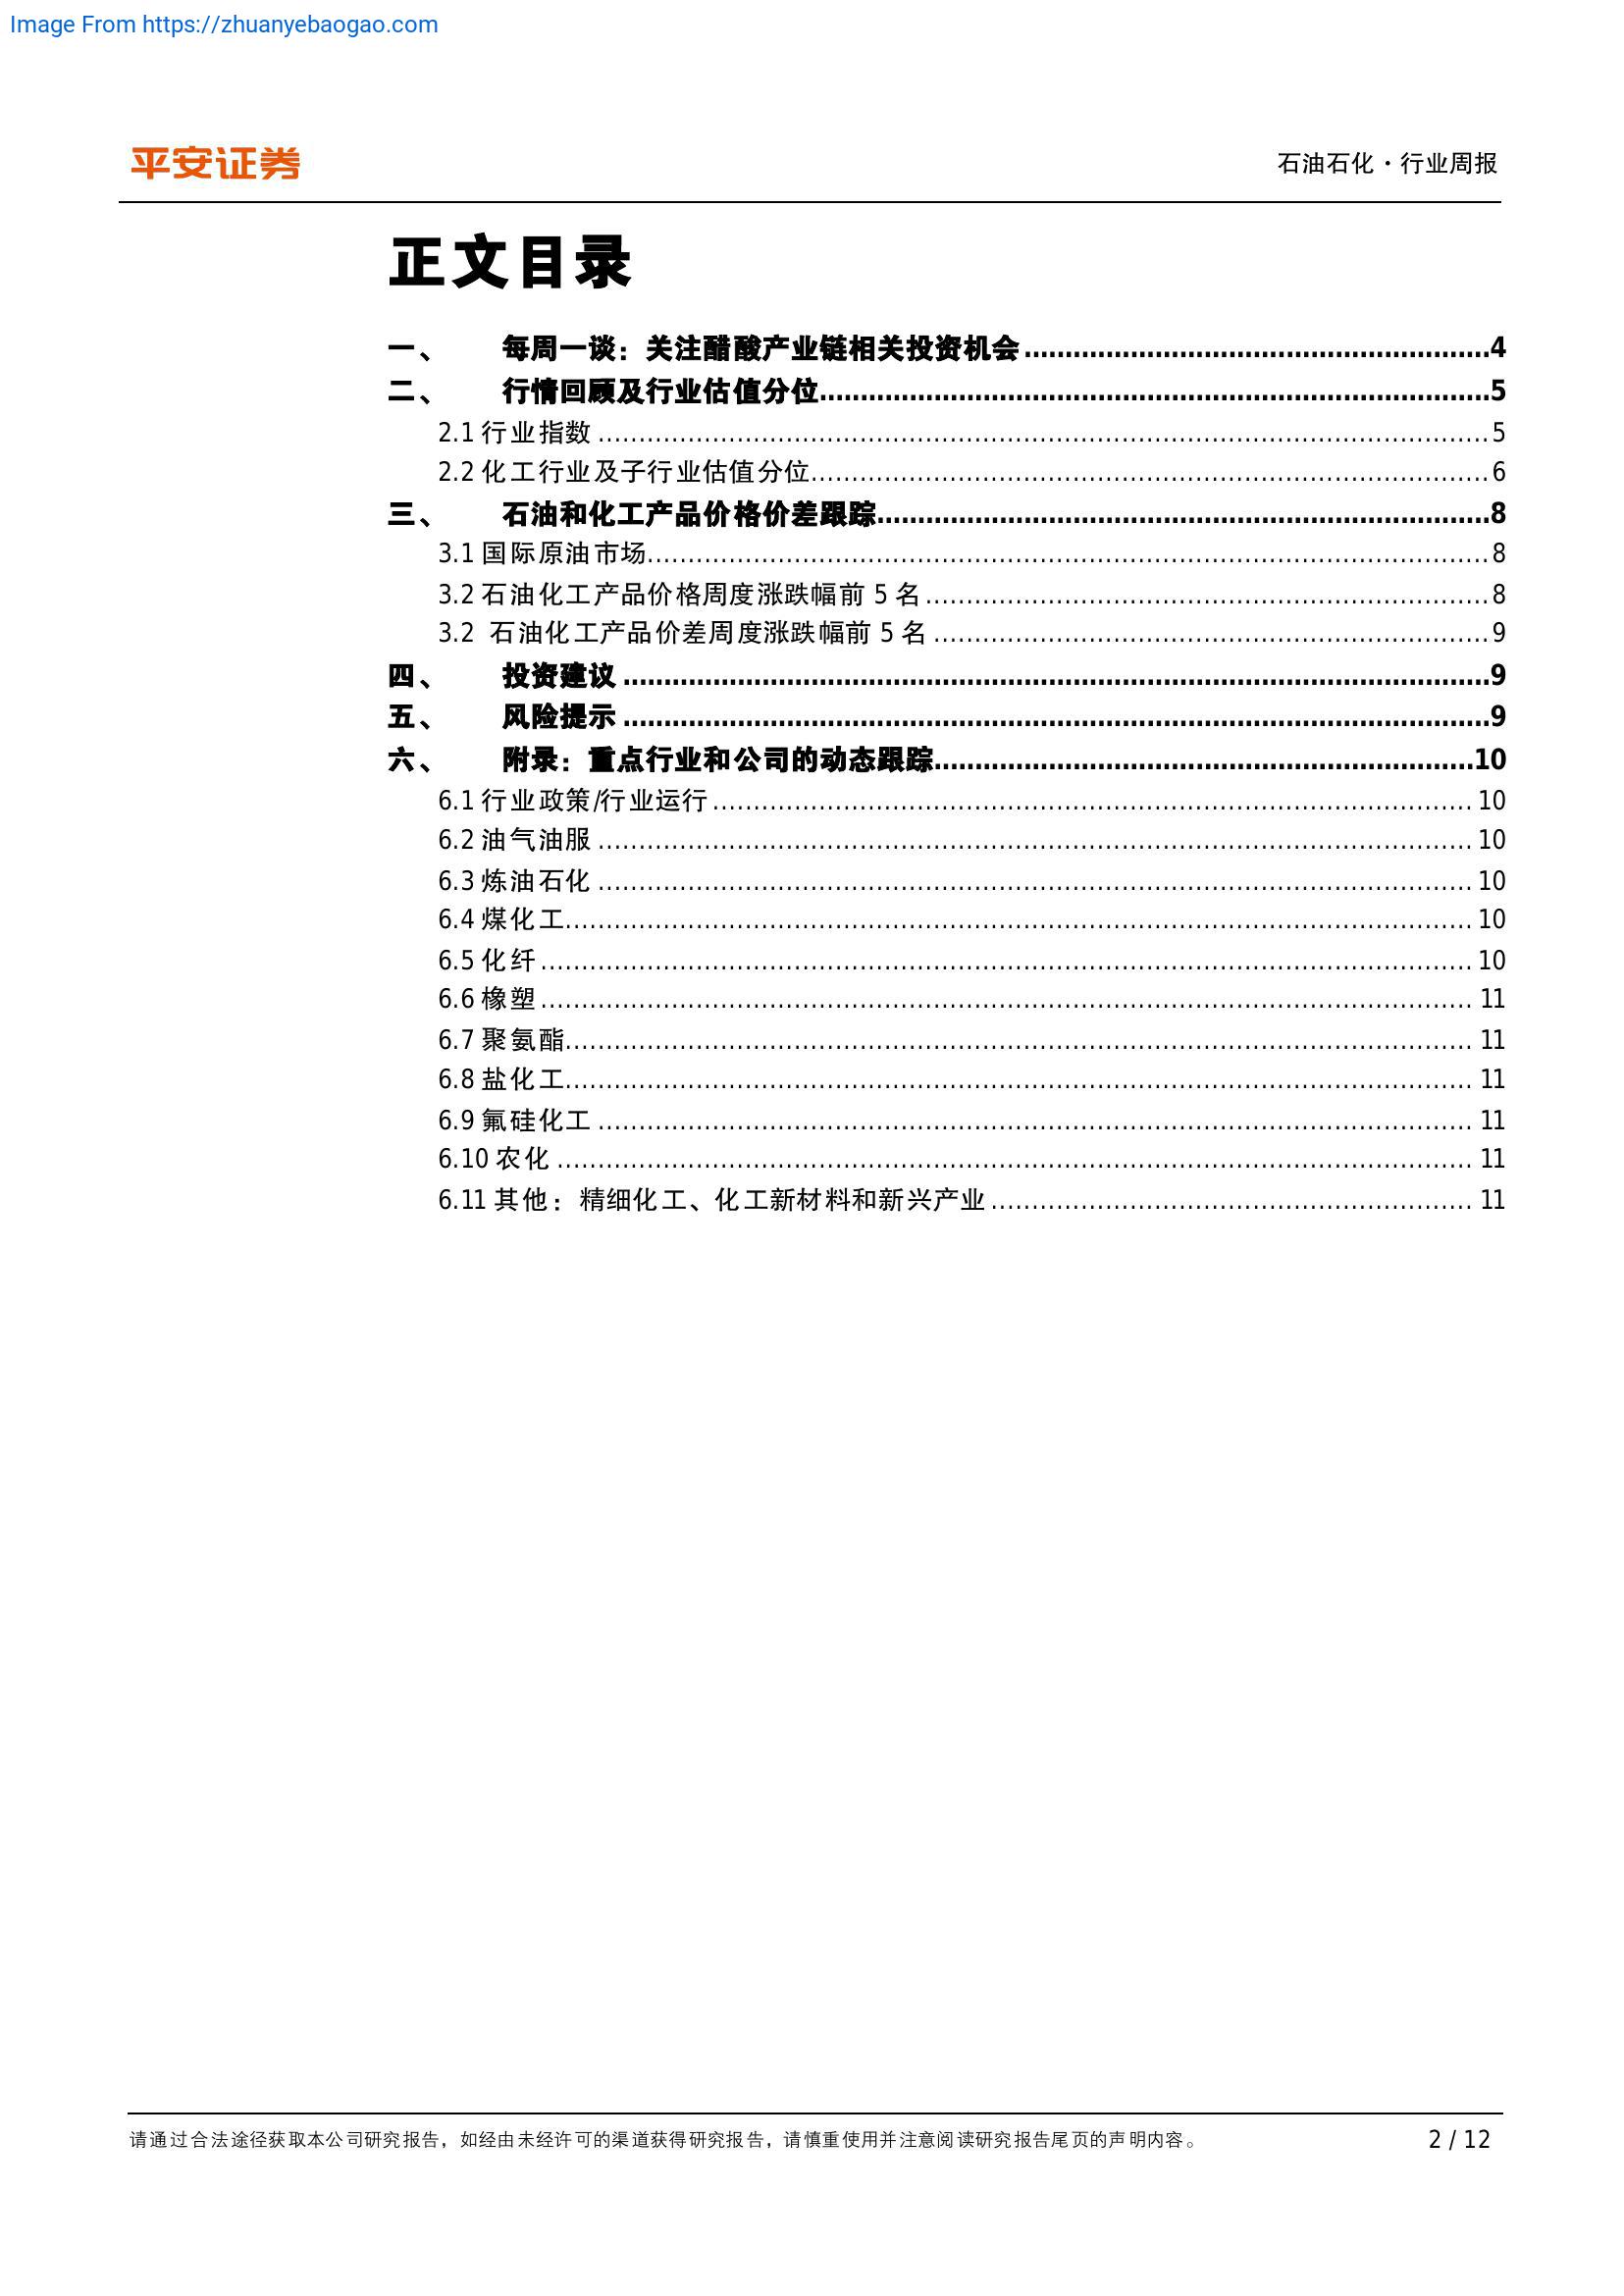 Image From https://zhuanyebaogao.com
平安证券
石油石化·行业周报
正文目录
一、 每周一谈：关注醋酸产业链相关投资机会 4
二、 行情回顾及行业估值分位 5
2.1 行业指数 5
2.2 化工行业及子行业估值分位 6
三、 石油和化工产品价格价差跟踪 8
3.1 国际原油市场 8
3.2 石油化工产品价格周度涨跌幅前 5 名 8
3.2 石油化工产品价差周度涨跌幅前 5 名 9
四、 投资建议 9
五、 风险提示 9
六、 附录：重点行业和公司的动态跟踪 10
6.1 行业政策/行业运行 10
6.2 油气油服 10
6.3 炼油石化 10
6.4 煤化工 10
6.5 化纤 10
6.6 橡塑 11
6.7 聚氨酯 11
6.8 盐化工 11
6.9 氟硅化工 11
6.10 农化 11
6.11 其他：精细化工、化工新材料和新兴产业 11
请通过合法途径获取本公司研究报告，如经由未经许可的渠道获得研究报告，请慎重使用并注意阅读研究报告尾页的声明内容。
2 / 12